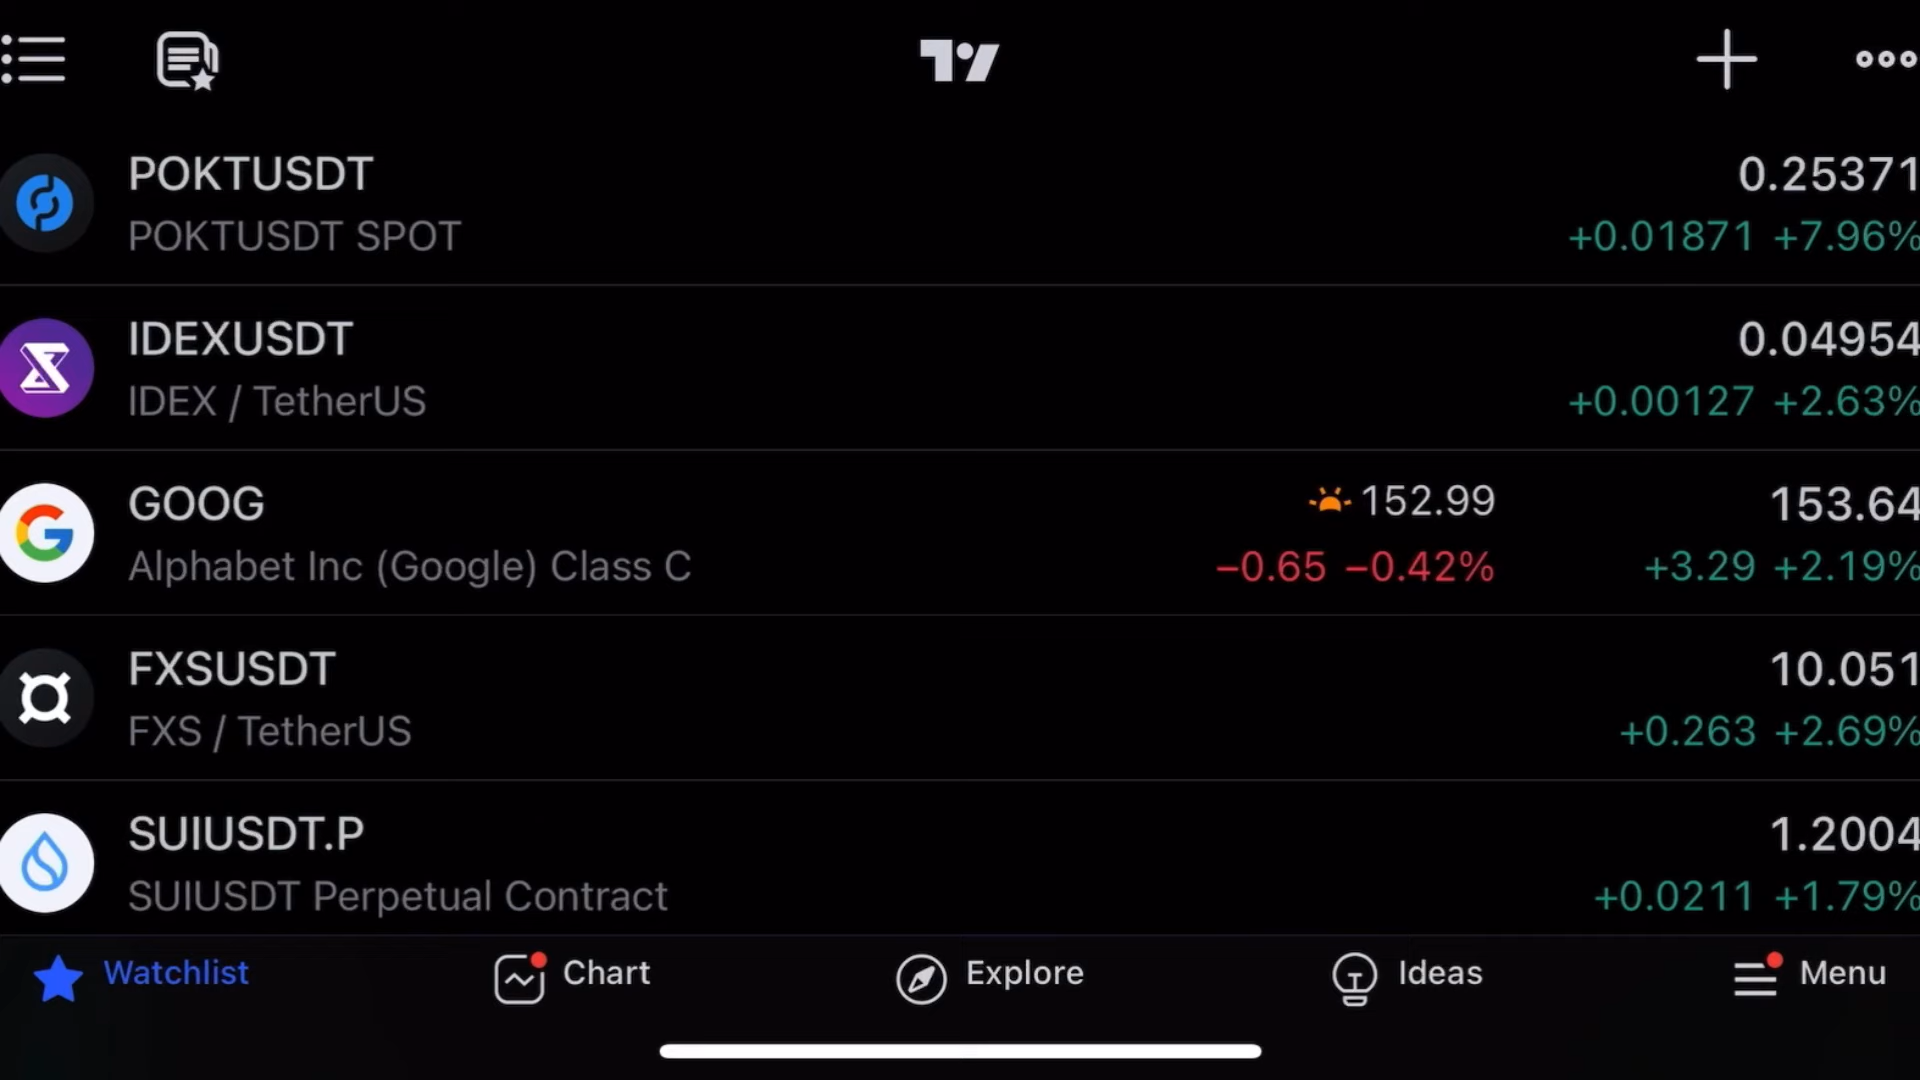 POKTUSDT 0.25371
POKTUSDT SPOT +0.01871 +7.96%
IDEXUSDT 0.04954
IDEX / TetherUS +0.00127 +2.63%
GOOG 152.99 153.64
Alphabet Inc (Google) Class C −0.65 −0.42% +3.29 +2.19%
FXSUSDT 10.051
FXS / TetherUS +0.263 +2.69%
SUIUSDT.P 1.2004
SUIUSDT Perpetual Contract +0.0211 +1.79%
Watchlist Chart Explore Ideas Menu